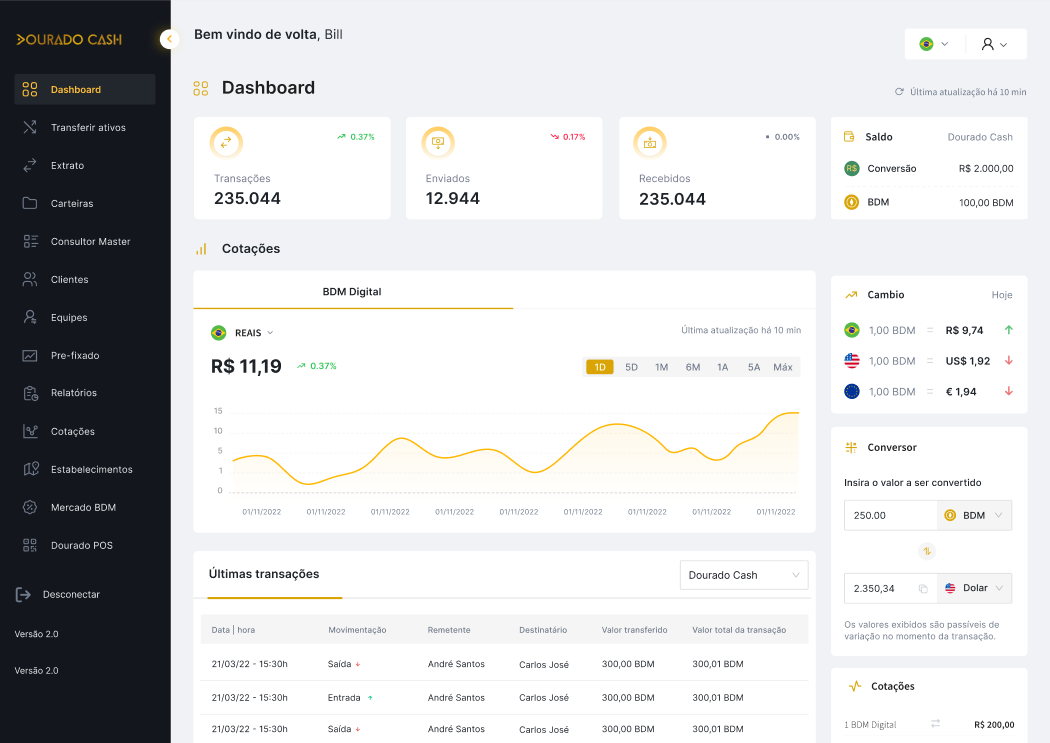 DOURADO CASH
Dashboard
Transferir ativos
Extrato
Carteiras
Consultor Master
Clientes
Equipes
Pre-fixado
Relatórios
Cotações
Estabelecimentos
Mercado BDM
Dourado POS
Desconectar
Versão 2.0
Versão 2.0
Bem vindo de volta, Bill
Dashboard
Última atualização há 10 min
0.37%
Transações
235.044
0.17%
Enviados
12.944
0.00%
Recebidos
235.044
Saldo Dourado Cash
R$ Conversão R$ 2.000,00
BDM 100,00 BDM
Cotações
BDM Digital
REAIS
Última atualização há 10 min
R$ 11,19 0.37%
1D 5D 1M 6M 1A 5A Máx
15
10
5
1
0
01/11/2022 01/11/2022 01/11/2022 01/11/2022 01/11/2022 01/11/2022 01/11/2022 01/11/2022 01/11/2022
Cambio Hoje
1,00 BDM = R$ 9,74
1,00 BDM = US$ 1,92
1,00 BDM = € 1,94
Conversor
Insira o valor a ser convertido
250.00 BDM
2.350,34 Dolar
Os valores exibidos são passíveis de
variação no momento da transação.
Últimas transações
Dourado Cash
Data | hora Movimentação Remetente Destinatário Valor transferido Valor total da transação
21/03/22 - 15:30h Saída André Santos Carlos José 300,00 BDM 300,01 BDM
21/03/22 - 15:30h Entrada André Santos Carlos José 300,00 BDM 300,01 BDM
21/03/22 - 15:30h Saída André Santos Carlos José 300,00 BDM 300,01 BDM
Cotações
1 BDM Digital R$ 200,00